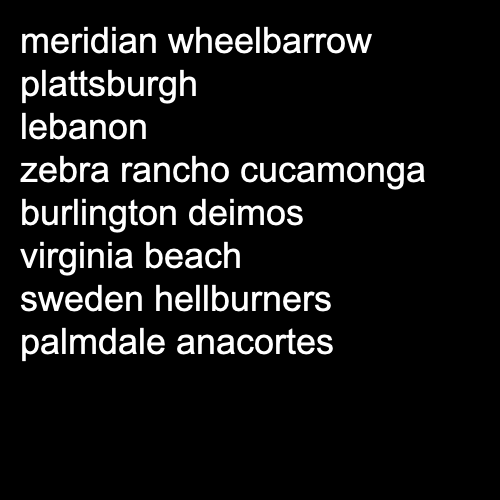 meridian wheelbarrow
plattsburgh
lebanon
zebra rancho cucamonga
burlington deimos
virginia beach
sweden hellburners
palmdale anacortes